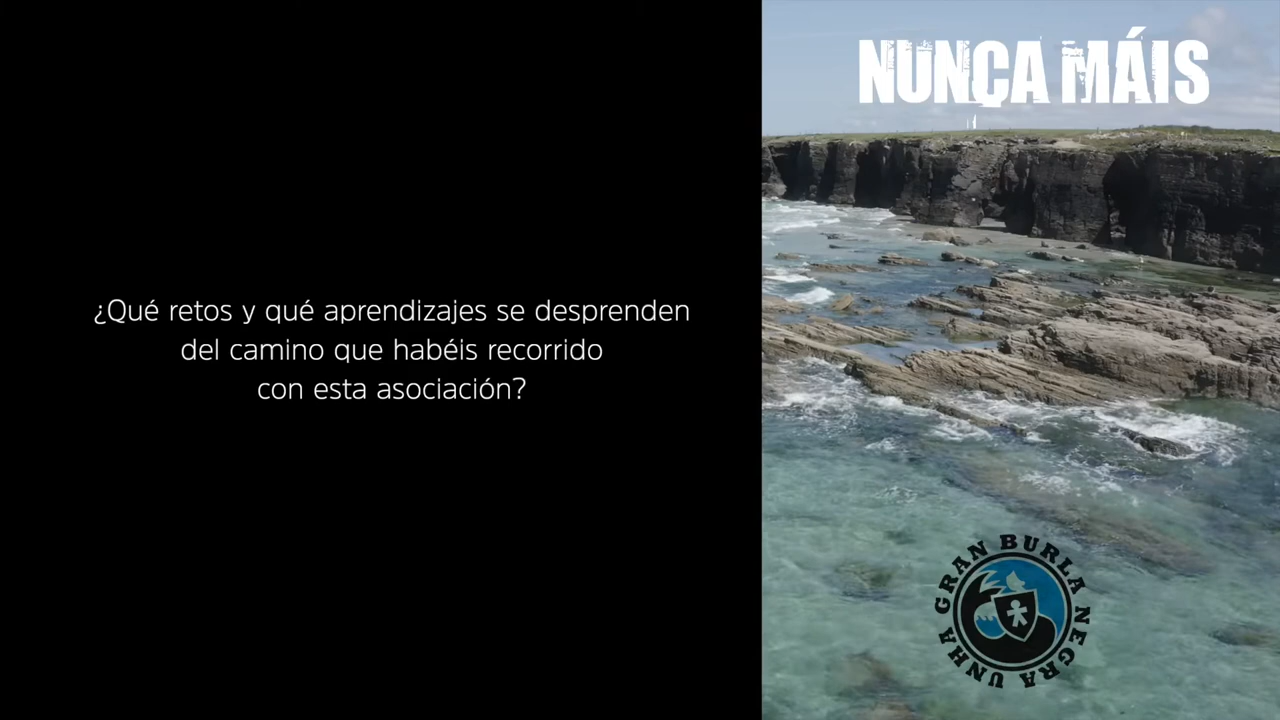 ¿Qué retos y qué aprendizajes se desprenden
del camino que habéis recorrido
con esta asociación?
NUNCA MÁIS
UNHA GRAN BURLA NEGRA